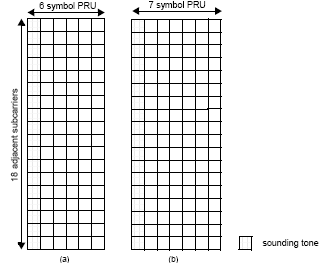 6 symbol PRU
7 symbol PRU
18 adjacent subcarriers
sounding tone
(a)
(b)